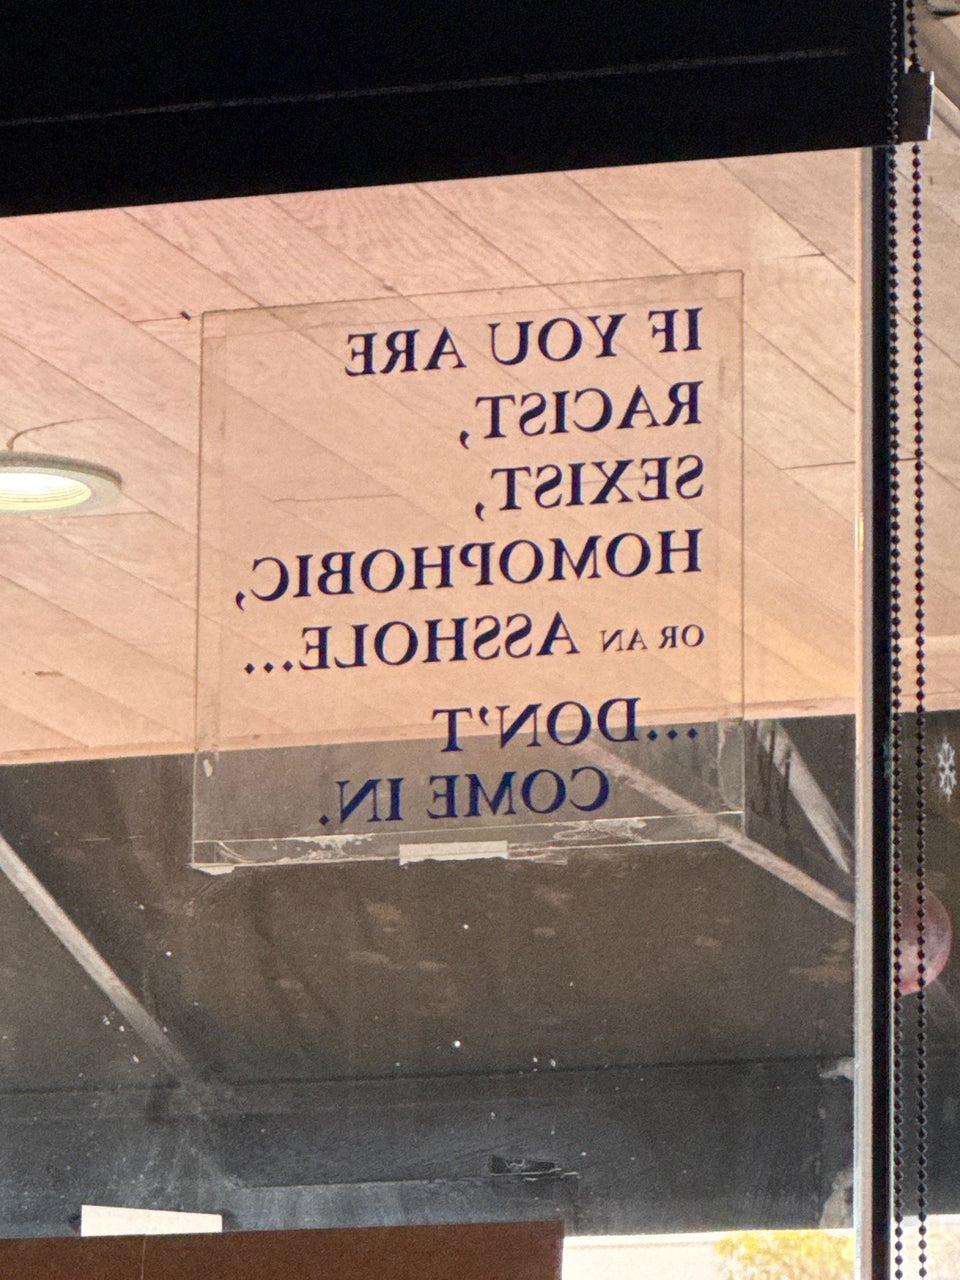 IF YOU ARE
RACIST,
SEXIST,
HOMOPHOBIC,
OR AN ASSHOLE...
...DON'T
COME IN.